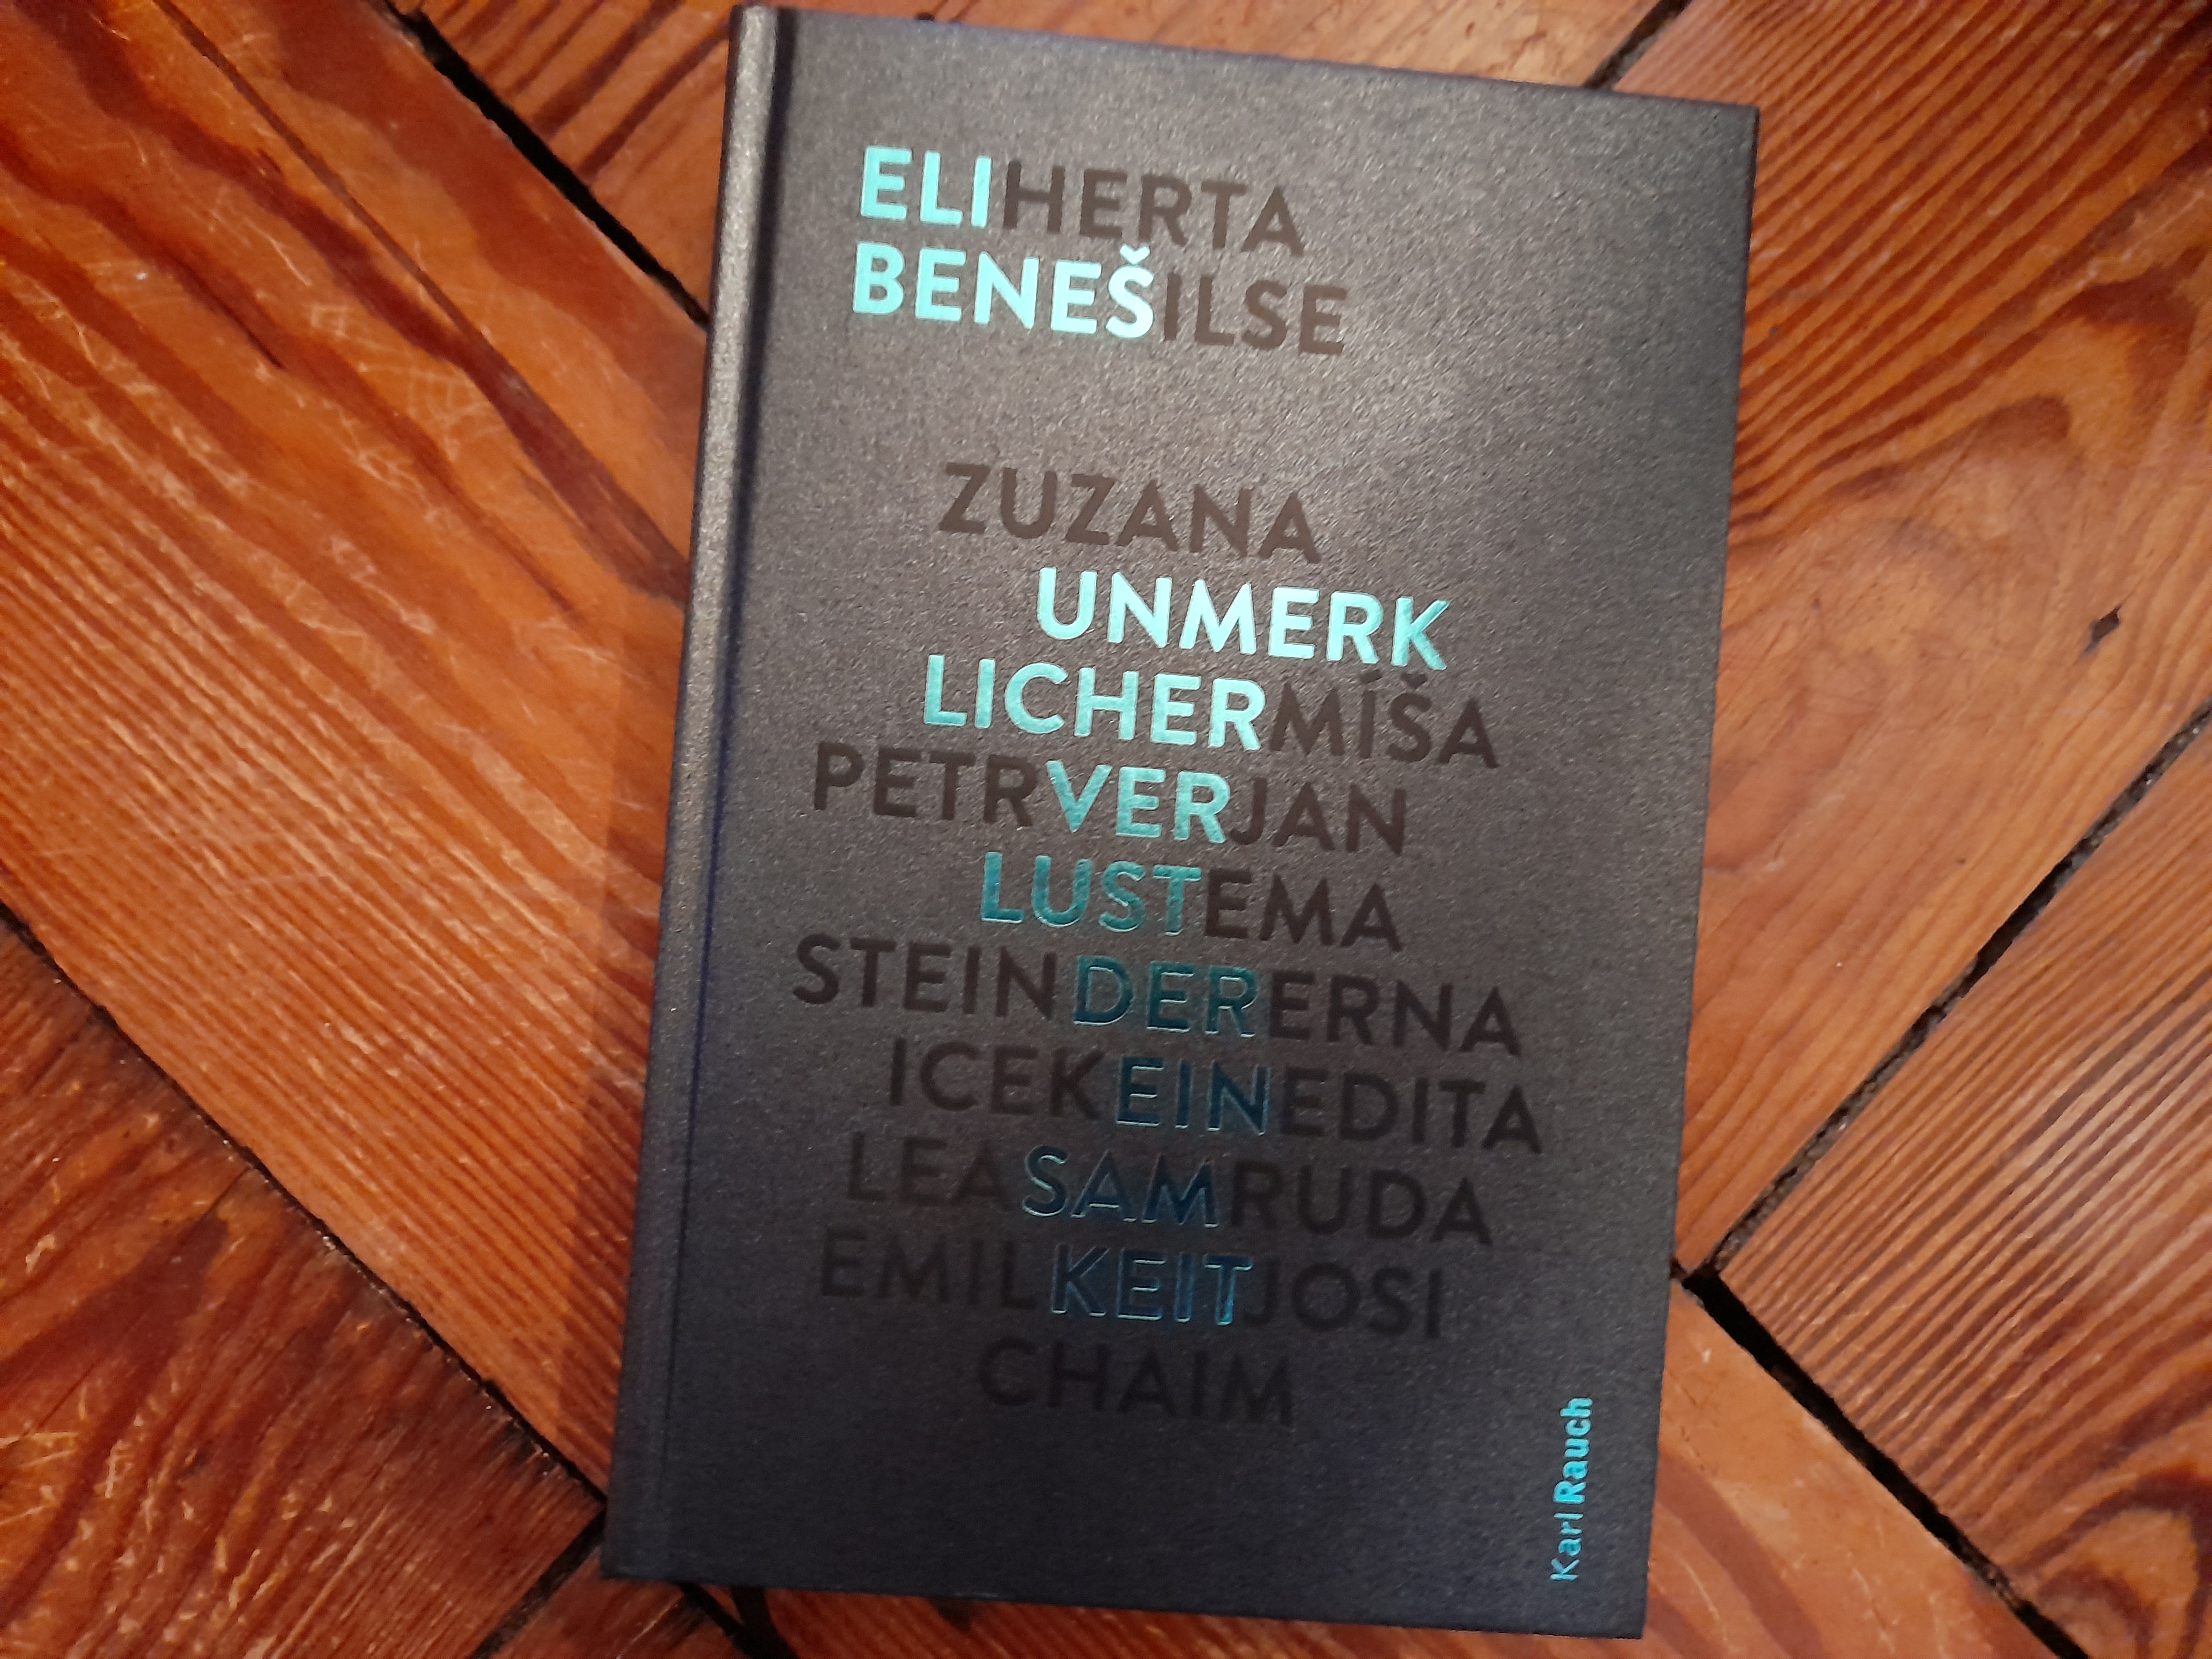 ELIHERTA
BENEŠILSE
ZUZANA
UNMERK
LICHERMÍŠA
PETRVERJAN
LUSTEMA
STEINDERERNA
ICEKEINEDITA
LEASAMRUDA
EMILKEITJOSI
CHAIM
Karl Rauch